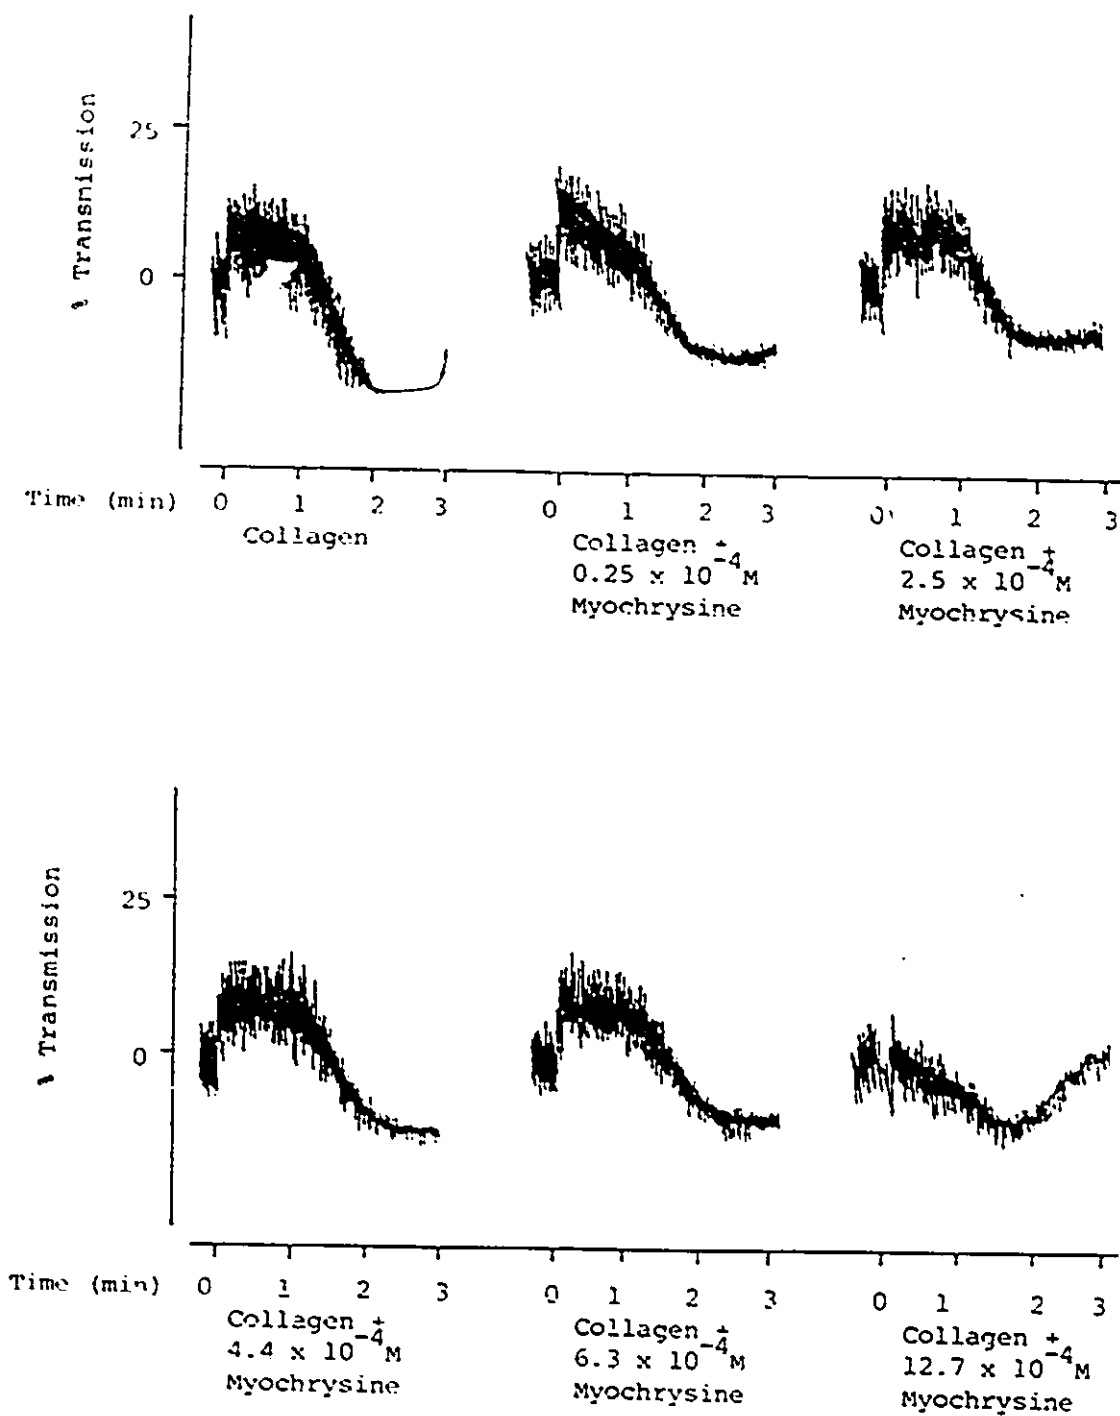 % Transmission
25
0
Time (min) 0 1 2 3 0 1 2 3 0 1 2 3
Collagen
Collagen +
0.25 x 10-4M
Myochrysine
Collagen +
2.5 x 10-4M
Myochrysine
% Transmission
25
0
Time (min) 0 1 2 3 0 1 2 3 0 1 2 3
Collagen +
4.4 x 10-4M
Myochrysine
Collagen +
6.3 x 10-4M
Myochrysine
Collagen +
12.7 x 10-4M
Myochrysine